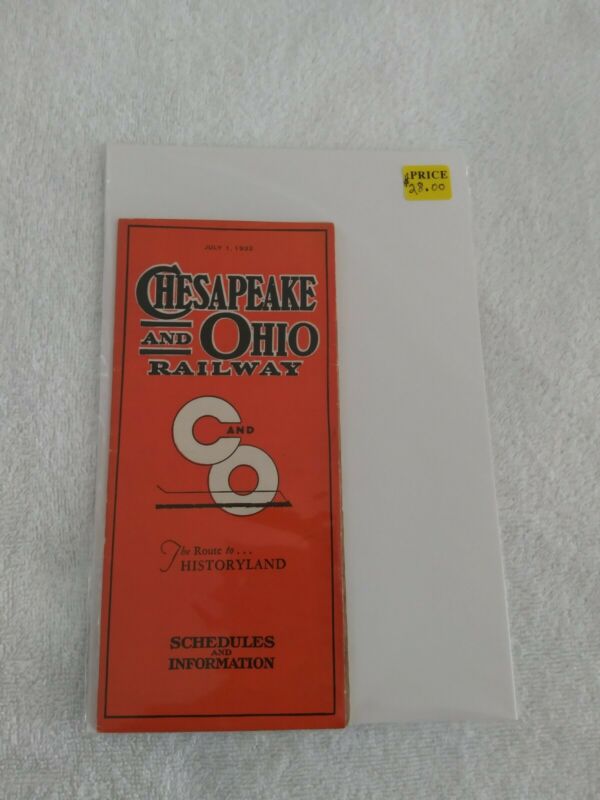 $PRICE
28.00
JULY 1, 1932
CHESAPEAKE
AND OHIO
RAILWAY
C AND O
The Route to...
HISTORYLAND
SCHEDULES
AND
INFORMATION